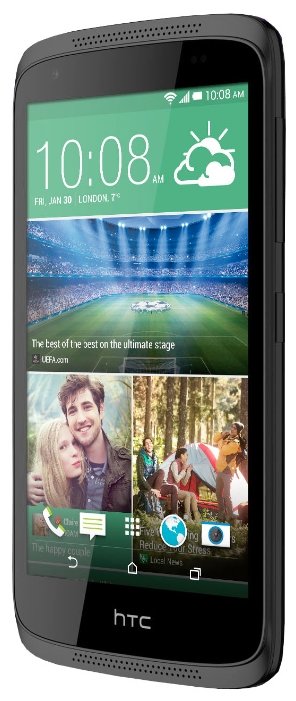 10:08 AM
10:08 AM
FRI, JAN 30 LONDON, 7°
The best of the best on the ultimate stage
UEFA.com
Claire
The happy couple
Five
Reduce Your Stress
Local News
hTC